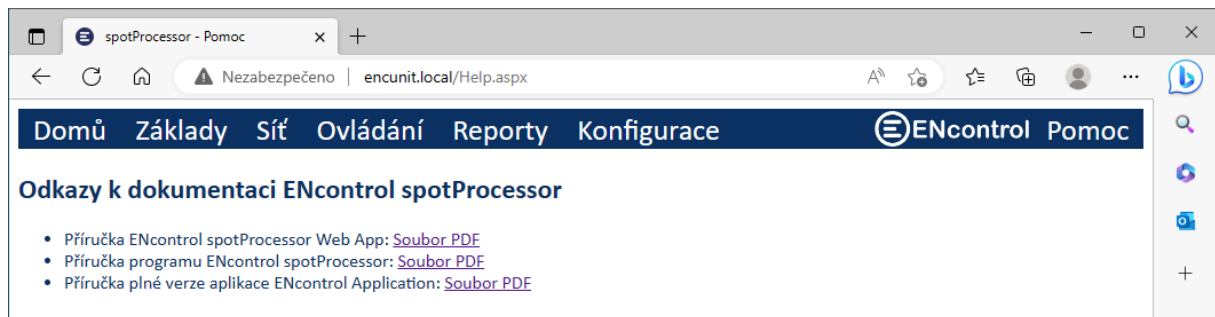 spotProcessor - Pomoc
Nezabezpečeno | encunit.local/Help.aspx
Domů Základy Síť Ovládání Reporty Konfigurace ENcontrol Pomoc
Odkazy k dokumentaci ENcontrol spotProcessor
• Příručka ENcontrol spotProcessor Web App: Soubor PDF
• Příručka programu ENcontrol spotProcessor: Soubor PDF
• Příručka plné verze aplikace ENcontrol Application: Soubor PDF